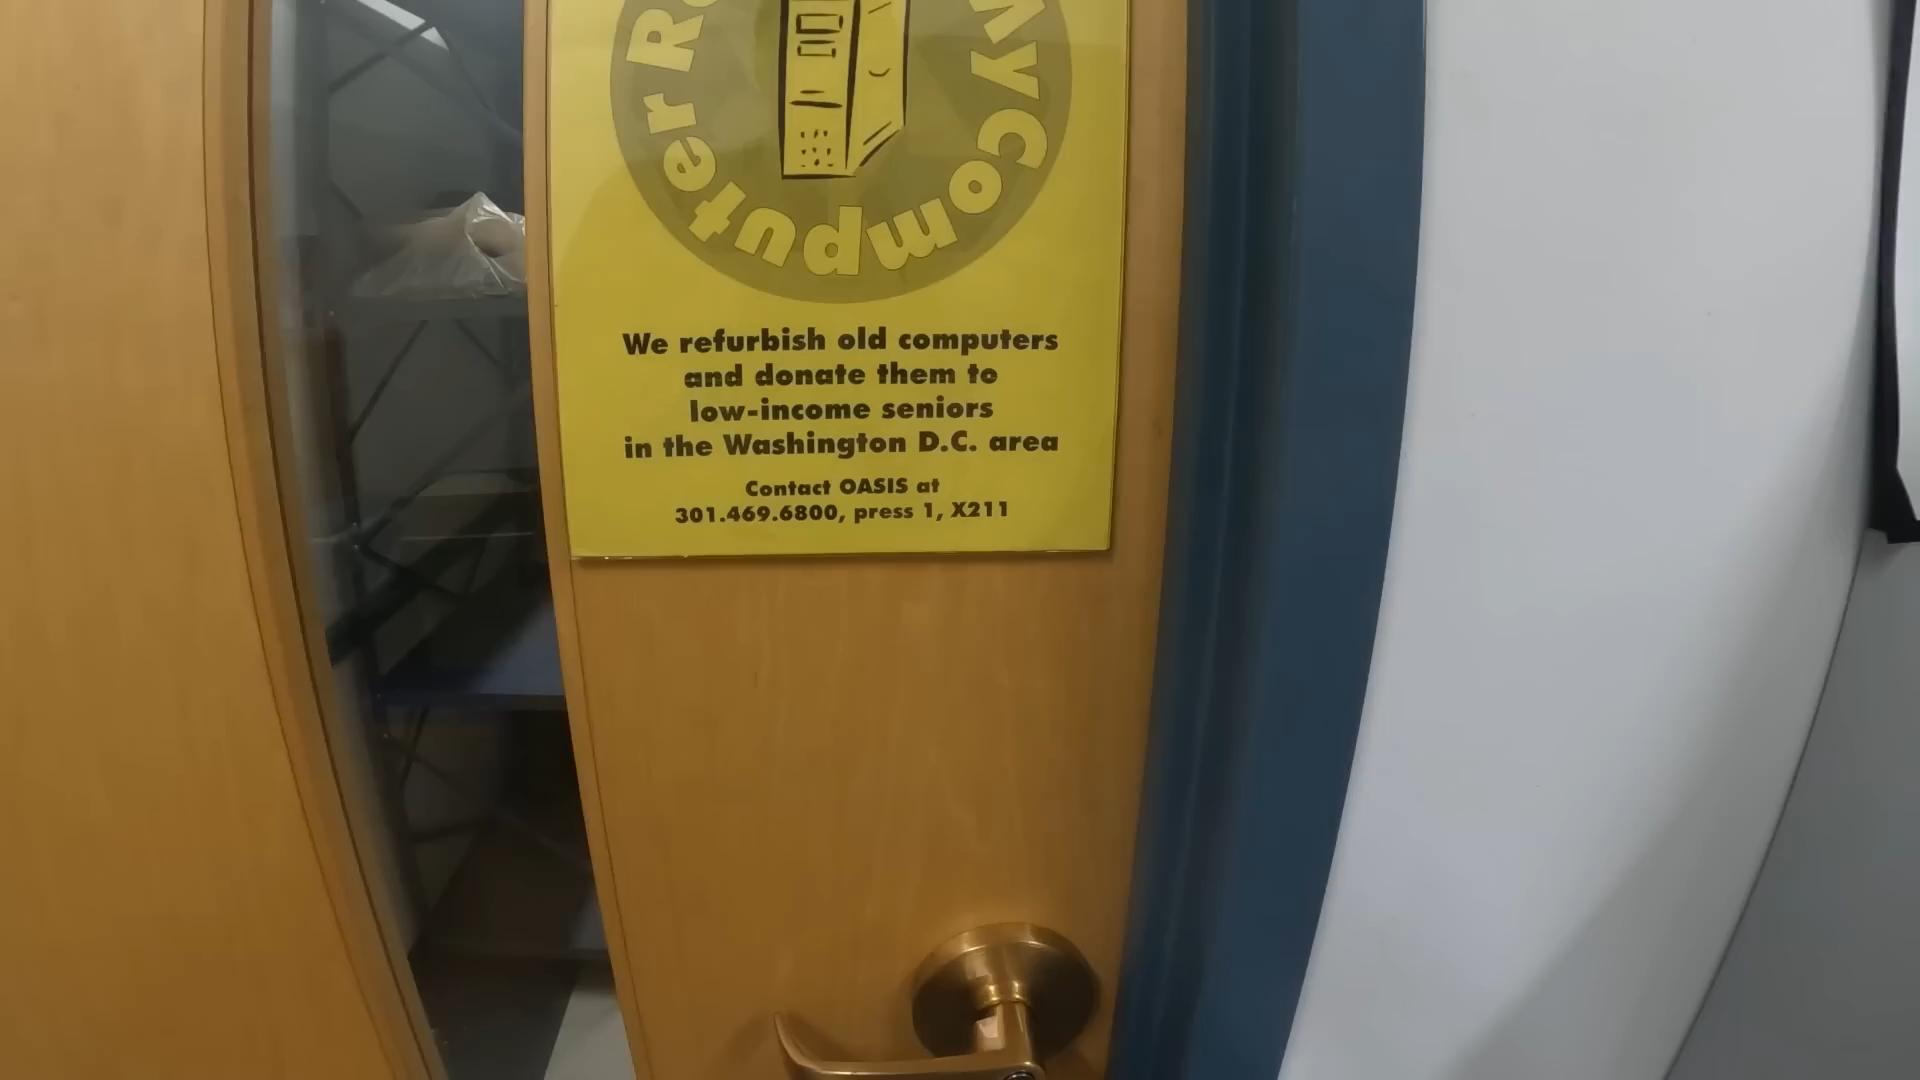 Computer
We refurbish old computers
and donate them to
low-income seniors
in the Washington D.C. area
Contact OASIS at
301.469.6800, press 1, X211